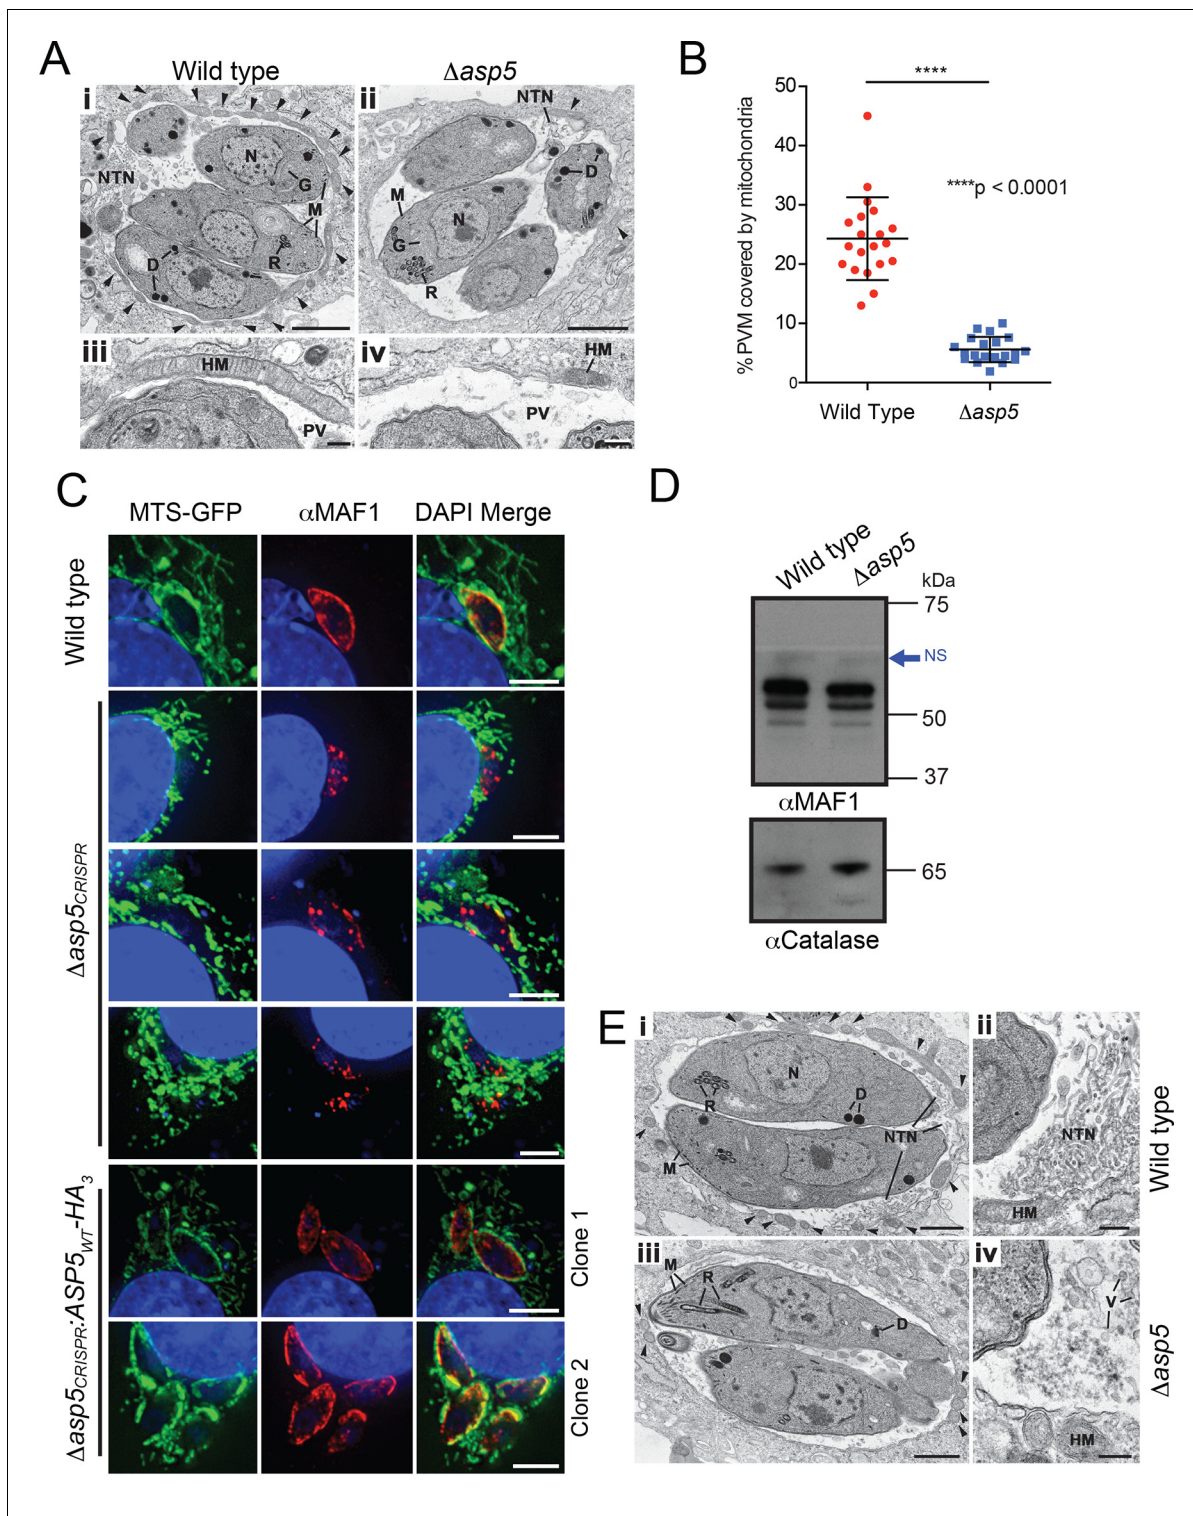 A
Wild type
Δasp5
i
NTN
N
G
M
D
R
ii
NTN
D
M
N
G
R
iii
HM
PV
iv
HM
PV
B
****
50
40
30
20
10
0
% PVM covered by mitochondria
****p < 0.0001
Wild Type
Δasp5
C
MTS-GFP
αMAF1
DAPI Merge
Wild type
Δasp5CRISPR
Δasp5CRISPR:ASP5WT-HA3
Clone 1
Clone 2
D
Wild type
Δasp5
kDa
75
NS
50
37
αMAF1
65
αCatalase
E
i
N
R
D
NTN
M
ii
NTN
HM
Wild type
iii
M
R
D
iv
V
HM
Δasp5